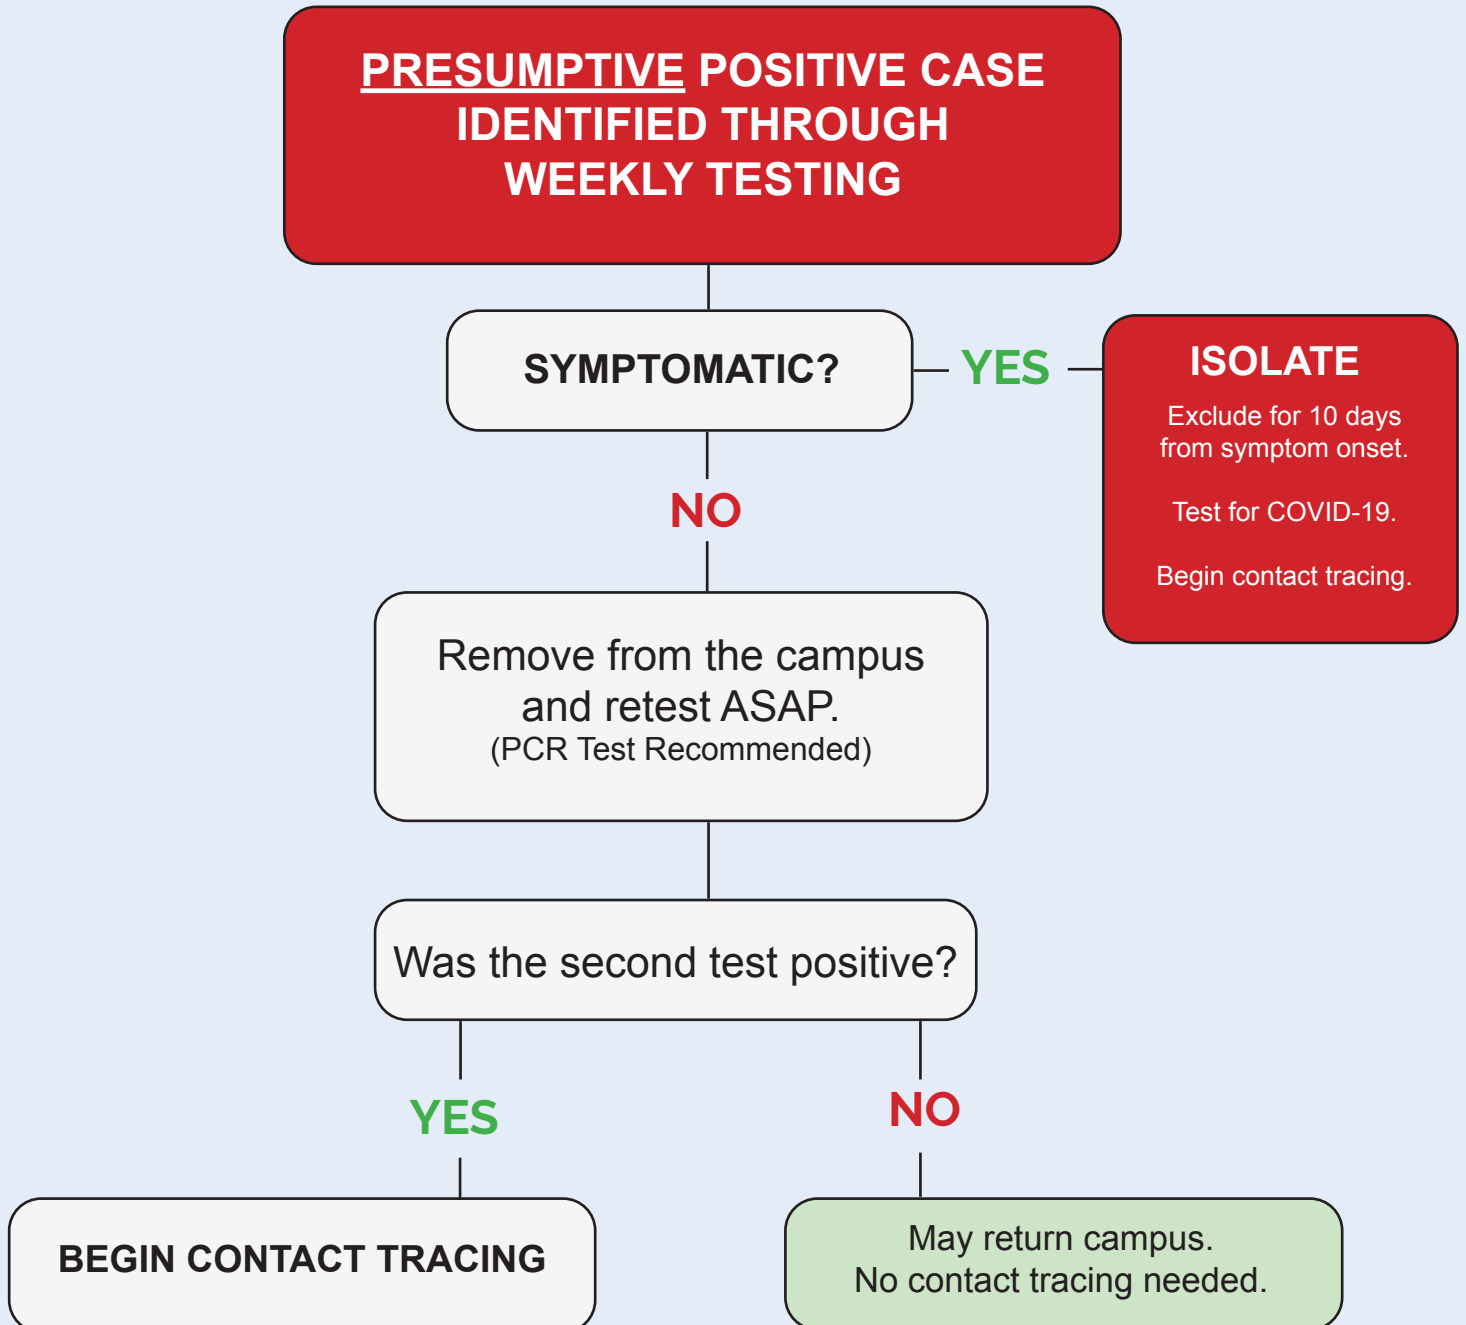 PRESUMPTIVE POSITIVE CASE
IDENTIFIED THROUGH
WEEKLY TESTING
SYMPTOMATIC?
YES
ISOLATE
Exclude for 10 days
from symptom onset.
Test for COVID-19.
Begin contact tracing.
NO
Remove from the campus
and retest ASAP.
(PCR Test Recommended)
Was the second test positive?
YES
NO
BEGIN CONTACT TRACING
May return campus.
No contact tracing needed.